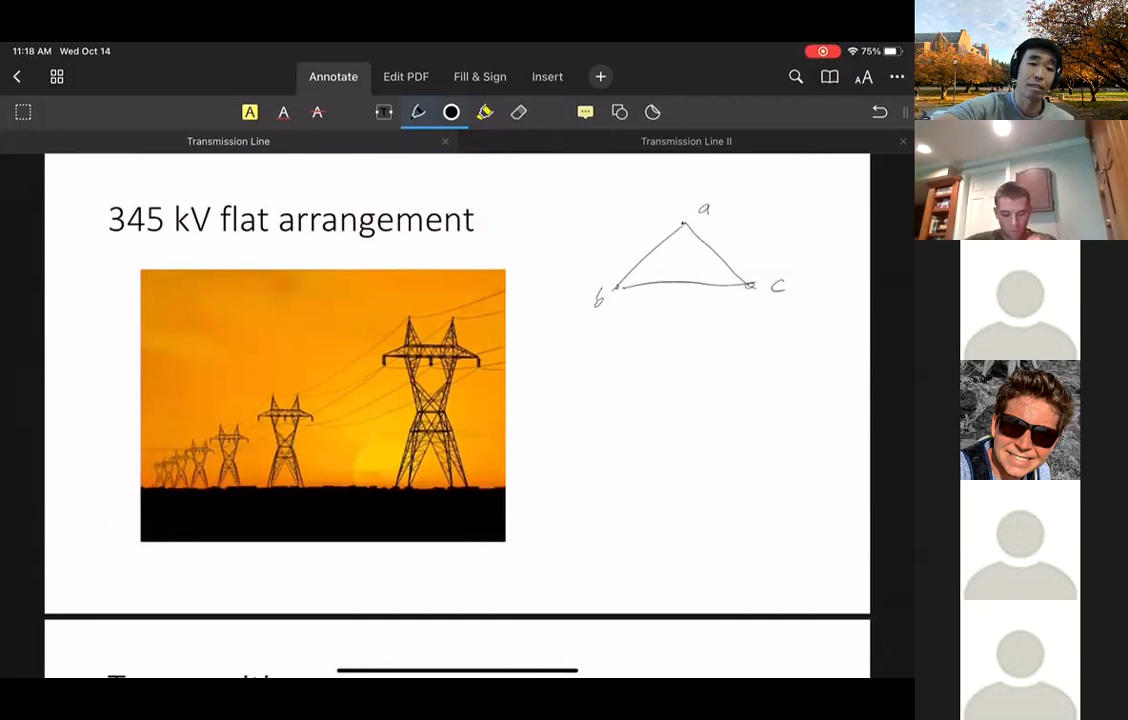 11:18 AM Wed Oct 14
75%
Annotate Edit PDF Fill & Sign Insert
AA
A A A T
Transmission Line Transmission Line II
345 kV flat arrangement
a
b c